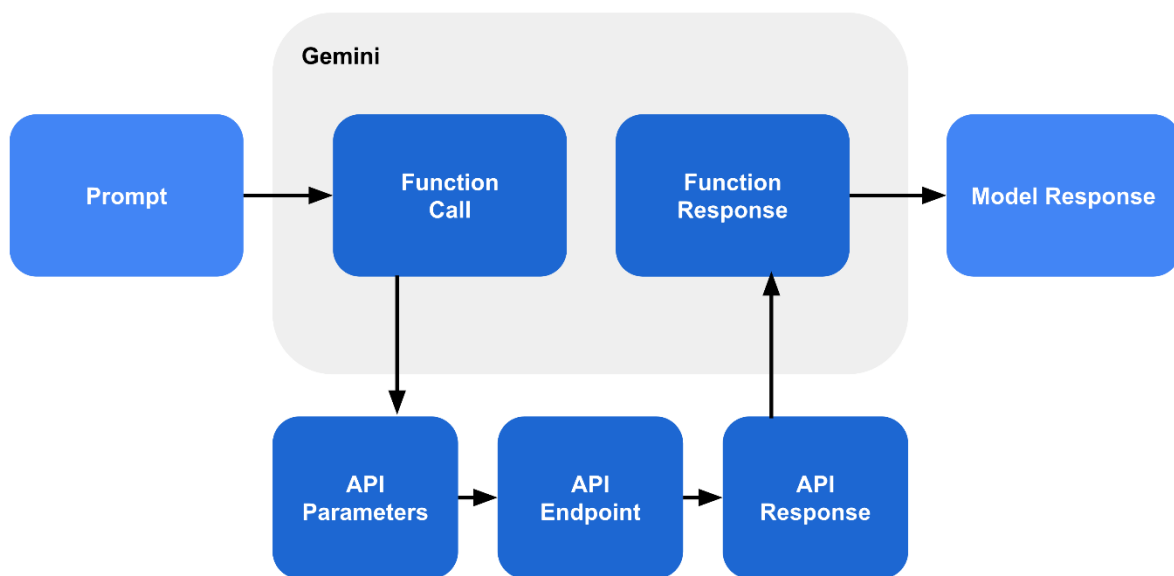 Gemini
Prompt
Function
Call
Function
Response
Model Response
API
Parameters
API
Endpoint
API
Response